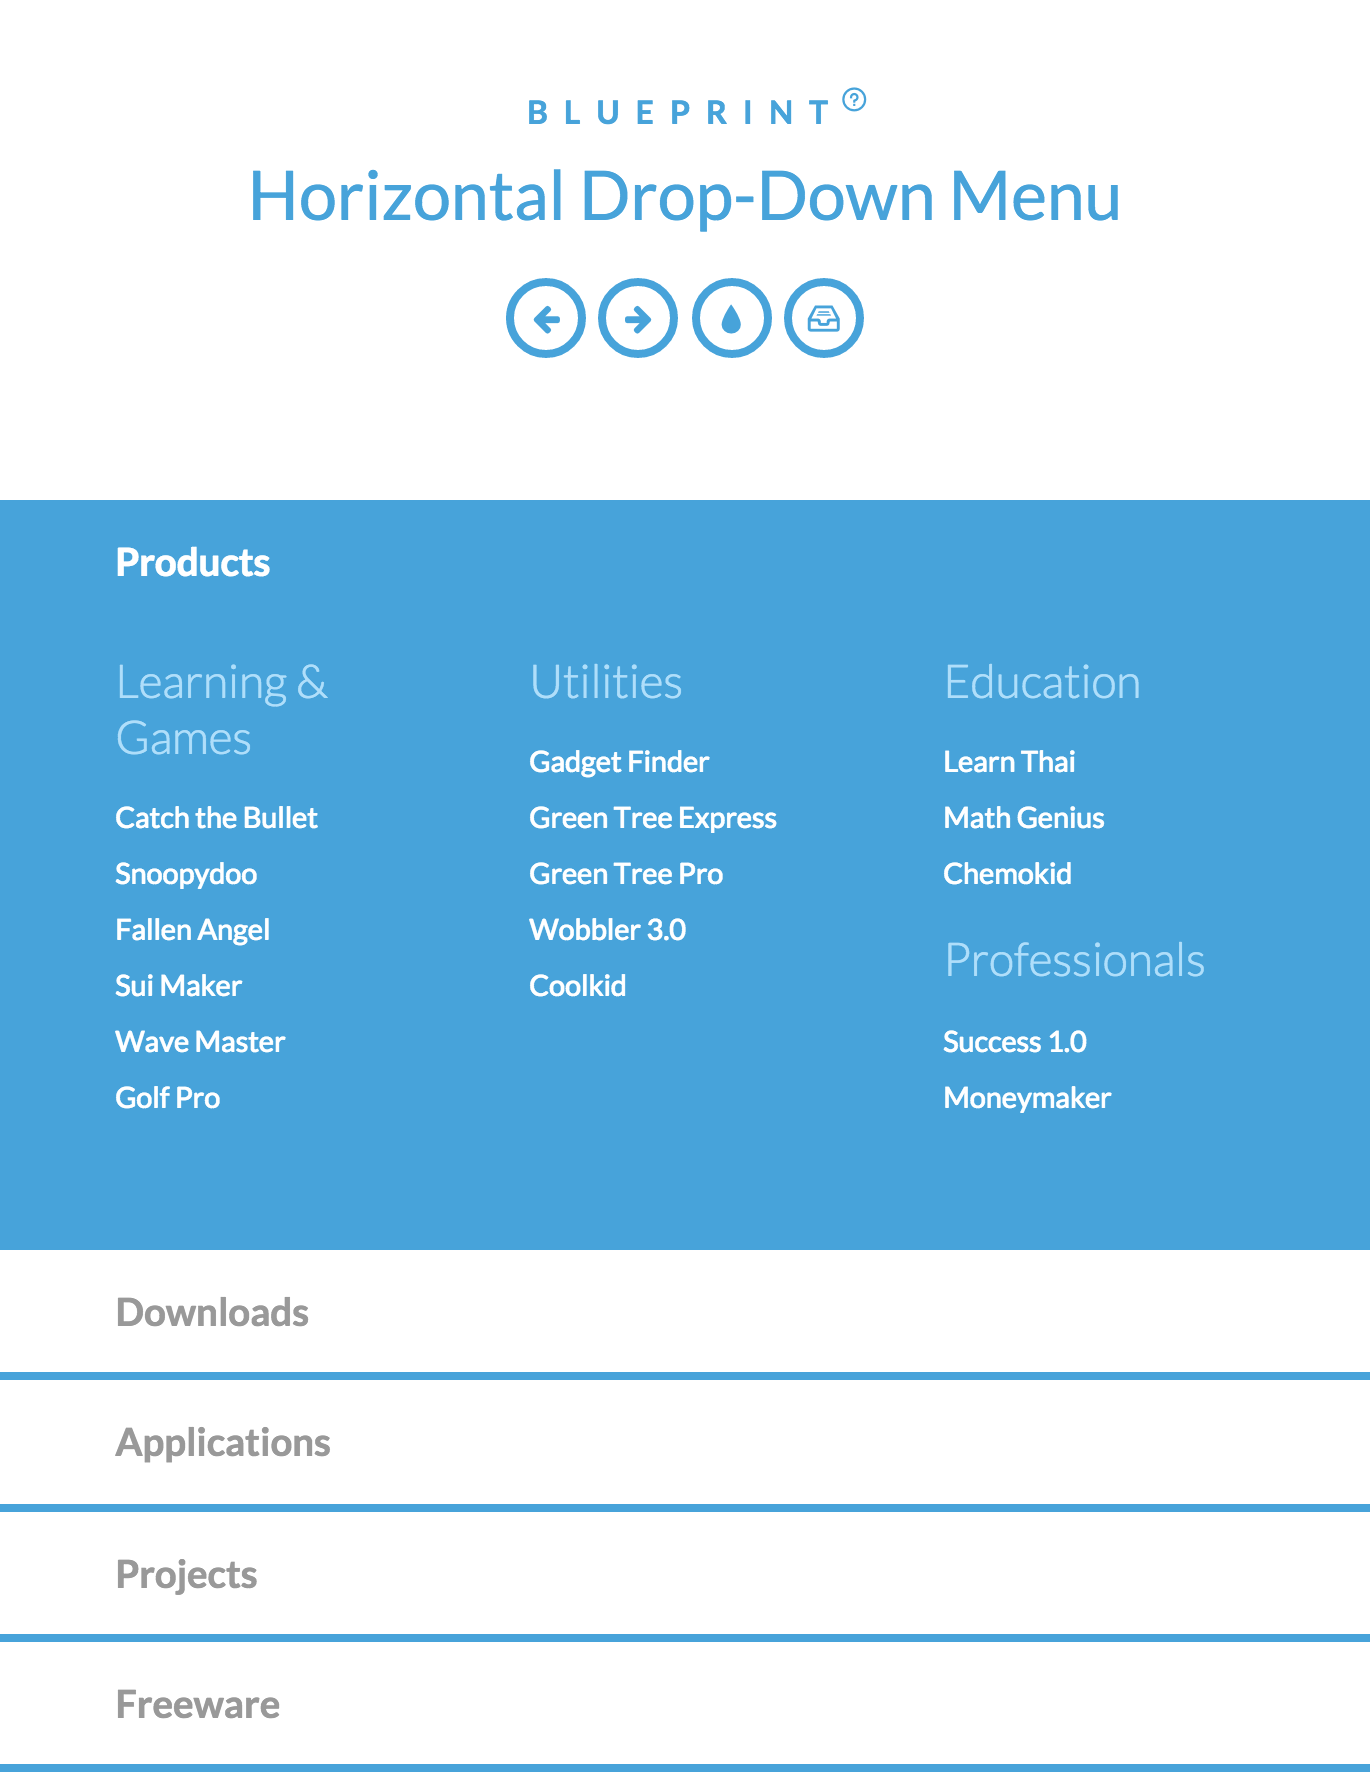 BLUEPRINT
Horizontal Drop-Down Menu
Products
Learning &
Games
Catch the Bullet
Snoopydoo
Fallen Angel
Sui Maker
Wave Master
Golf Pro
Utilities
Gadget Finder
Green Tree Express
Green Tree Pro
Wobbler 3.0
Coolkid
Education
Learn Thai
Math Genius
Chemokid
Professionals
Success 1.0
Moneymaker
Downloads
Applications
Projects
Freeware